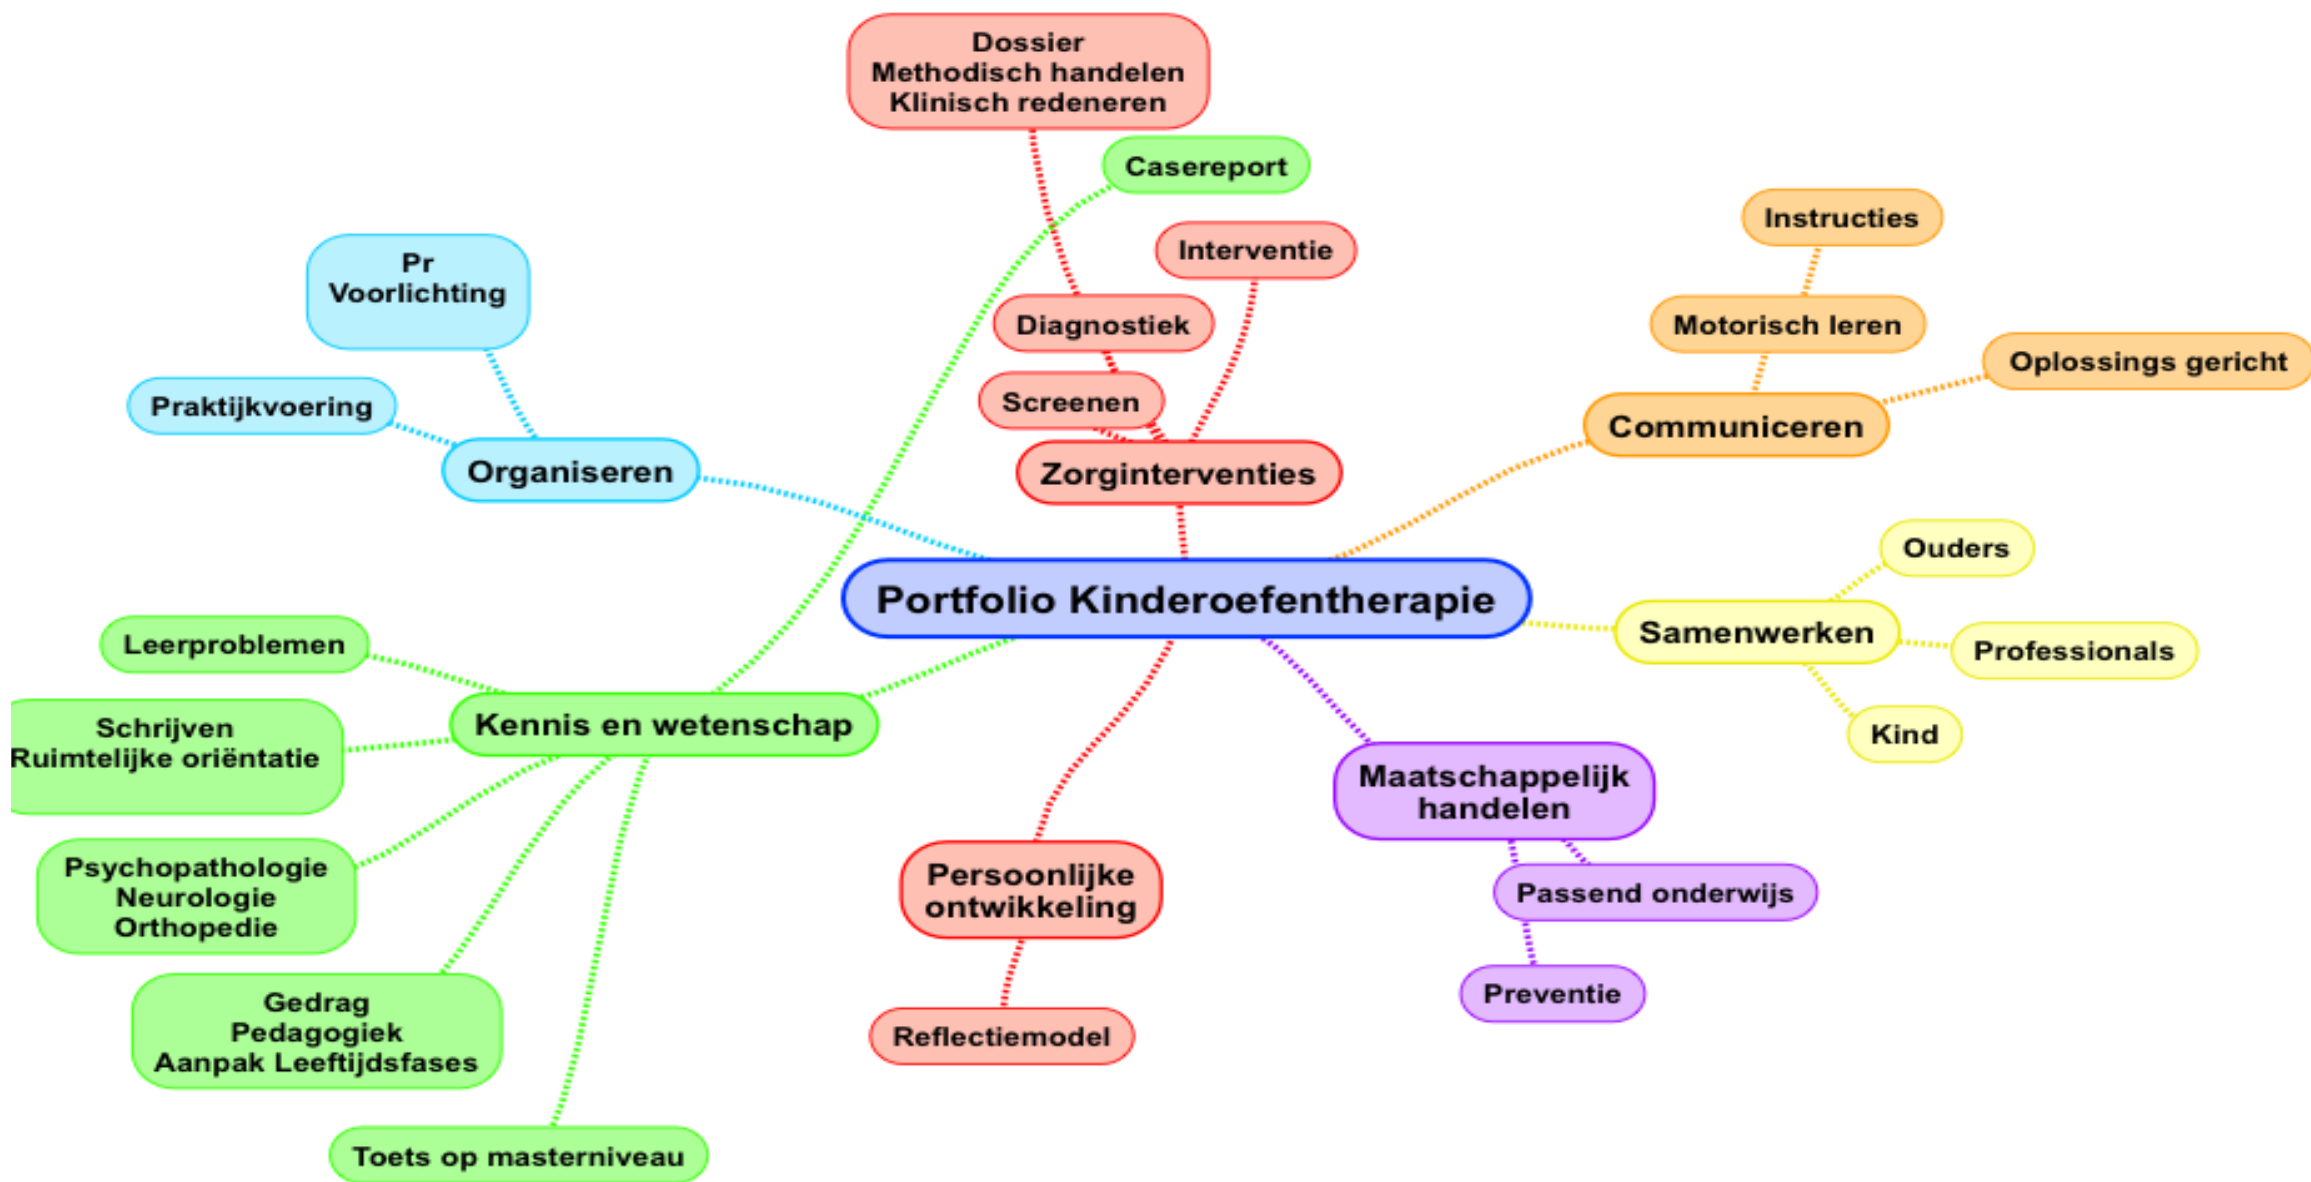 Dossier
Methodisch handelen
Klinisch redeneren
Casereport
Instructies
Interventie
Pr
Voorlichting
Diagnostiek
Motorisch leren
Oplossings gericht
Screenen
Praktijkvoering
Communiceren
Organiseren
Zorginterventies
Ouders
Portfolio Kinderoefentherapie
Samenwerken
Leerproblemen
Professionals
Kennis en wetenschap
Schrijven
Ruimtelijke oriëntatie
Kind
Maatschappelijk
handelen
Psychopathologie
Neurologie
Orthopedie
Persoonlijke
ontwikkeling
Passend onderwijs
Preventie
Gedrag
Pedagogiek
Aanpak Leeftijdsfases
Reflectiemodel
Toets op masterniveau